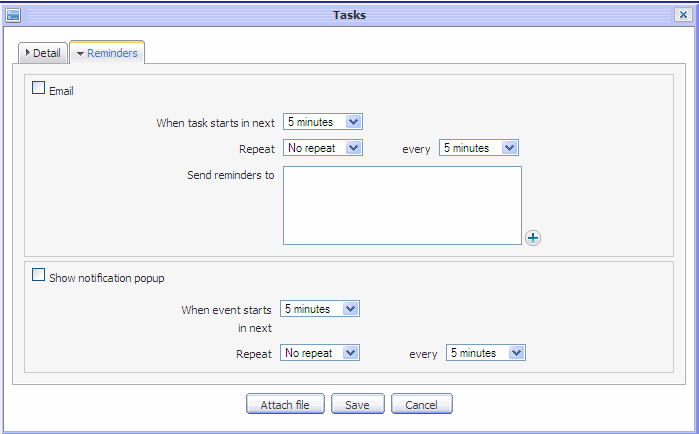 Tasks
Detail Reminders
Email
When task starts in next 5 minutes
Repeat No repeat every 5 minutes
Send reminders to
Show notification popup
When event starts 5 minutes
in next
Repeat No repeat every 5 minutes
Attach file Save Cancel